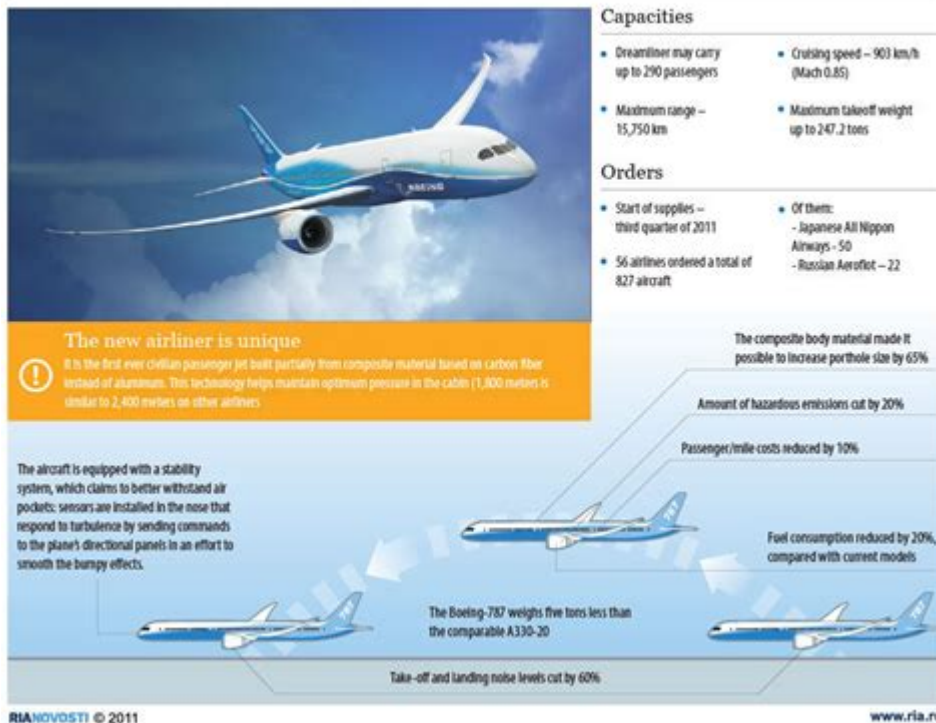 Capacities
Dreamliner may carry
up to 290 passengers
Cruising speed – 903 km/h
(Mach 0.85)
Maximum range –
15,750 km
Maximum takeoff weight
up to 247.2 tons
Orders
Start of supplies –
third quarter of 2011
56 airlines ordered a total of
827 aircraft
Of them:
- Japanese All Nippon
Airways - 50
- Russian Aeroflot – 22
BOEING
The new airliner is unique
It is the first ever civilian passenger jet built partially from composite material based on carbon fiber
instead of aluminum. This technology helps maintain optimum pressure in the cabin (1,800 meters is
similar to 2,400 meters on other airliners
The composite body material made it
possible to increase porthole size by 65%
Amount of hazardous emissions cut by 20%
Passenger/mile costs reduced by 10%
The aircraft is equipped with a stability
system, which claims to better withstand air
pockets: sensors are installed in the nose that
respond to turbulence by sending commands
to the plane's directional panels in an effort to
smooth the bumpy effects.
Fuel consumption reduced by 20%,
compared with current models
The Boeing-787 weighs five tons less than
the comparable A330-20
Take-off and landing noise levels cut by 60%
RIANOVOSTI © 2011
www.ria.r